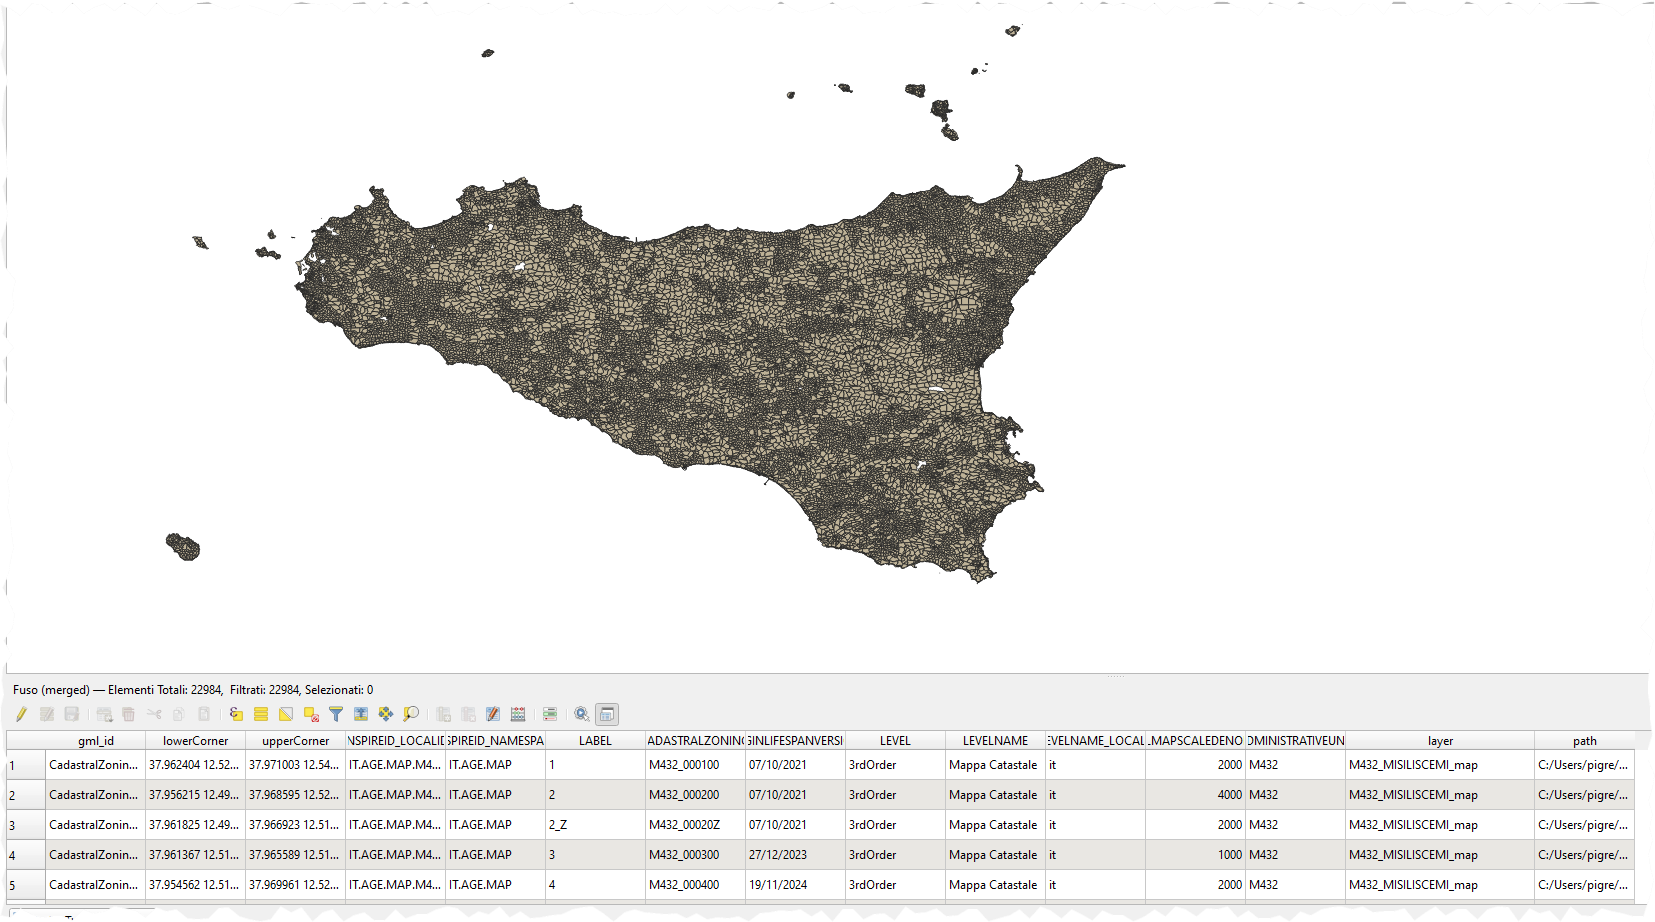 Fuso (merged) — Elementi Totali: 22984, Filtrati: 22984, Selezionati: 0
gml_id lowerCorner upperCorner NSPIREID_LOCALID SPIREID_NAMESPA LABEL ADASTRALZONING GINLIFESPANVERSI LEVEL LEVELNAME EVELNAME_LOCAL LMAPSCALEDENO DMINISTRATIVEUN layer path
1 CadastralZonin... 37.962404 12.52... 37.971003 12.54... IT.AGE.MAP.M4... IT.AGE.MAP 1 M432_000100 07/10/2021 3rdOrder Mappa Catastale it 2000 M432 M432_MISILISCEMI_map C:/Users/pigre/...
2 CadastralZonin... 37.956215 12.49... 37.968595 12.52... IT.AGE.MAP.M4... IT.AGE.MAP 2 M432_000200 07/10/2021 3rdOrder Mappa Catastale it 4000 M432 M432_MISILISCEMI_map C:/Users/pigre/...
3 CadastralZonin... 37.961825 12.49... 37.966923 12.51... IT.AGE.MAP.M4... IT.AGE.MAP 2_Z M432_00020Z 07/10/2021 3rdOrder Mappa Catastale it 2000 M432 M432_MISILISCEMI_map C:/Users/pigre/...
4 CadastralZonin... 37.961367 12.51... 37.965589 12.51... IT.AGE.MAP.M4... IT.AGE.MAP 3 M432_000300 27/12/2023 3rdOrder Mappa Catastale it 1000 M432 M432_MISILISCEMI_map C:/Users/pigre/...
5 CadastralZonin... 37.954562 12.51... 37.969961 12.52... IT.AGE.MAP.M4... IT.AGE.MAP 4 M432_000400 19/11/2024 3rdOrder Mappa Catastale it 2000 M432 M432_MISILISCEMI_map C:/Users/pigre/...